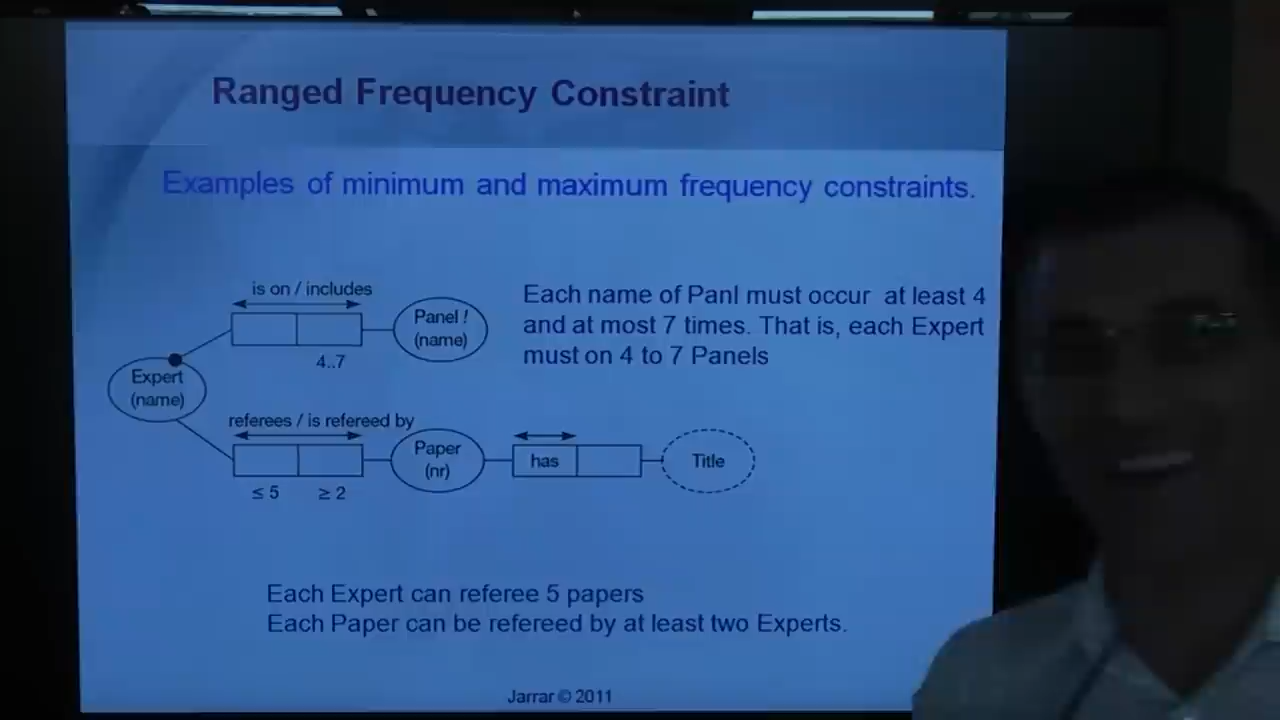 Ranged Frequency Constraint
Examples of minimum and maximum frequency constraints.
is on / includes
Panel !
(name)
4..7
Each name of Panl must occur at least 4
and at most 7 times. That is, each Expert
must on 4 to 7 Panels
Expert
(name)
referees / is refereed by
Paper
(nr)
has
Title
≤ 5
≥ 2
Each Expert can referee 5 papers
Each Paper can be refereed by at least two Experts.
Jarrar © 2011